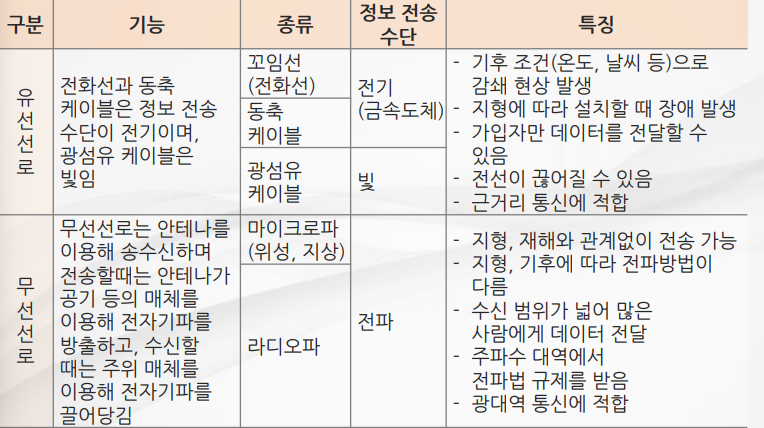 구분
기능
종류
정보 전송
수단
특징
유
선
선
로
전화선과 동축
케이블은 정보 전송
수단이 전기이며,
광섬유 케이블은
빛임
꼬임선
(전화선)
동축
케이블
광섬유
케이블
전기
(금속도체)
빛
- 기후 조건(온도, 날씨 등)으로
감쇄 현상 발생
- 지형에 따라 설치할 때 장애 발생
- 가입자만 데이터를 전달할 수
있음
- 전선이 끊어질 수 있음
- 근거리 통신에 적합
무
선
선
로
무선선로는 안테나를
이용해 송수신하며
전송할때는 안테나가
공기 등의 매체를
이용해 전자기파를
방출하고, 수신할
때는 주위 매체를
이용해 전자기파를
끌어당김
마이크로파
(위성, 지상)
라디오파
전파
- 지형, 재해와 관계없이 전송 가능
- 지형, 기후에 따라 전파방법이
다름
- 수신 범위가 넓어 많은
사람에게 데이터 전달
- 주파수 대역에서
전파법 규제를 받음
- 광대역 통신에 적합